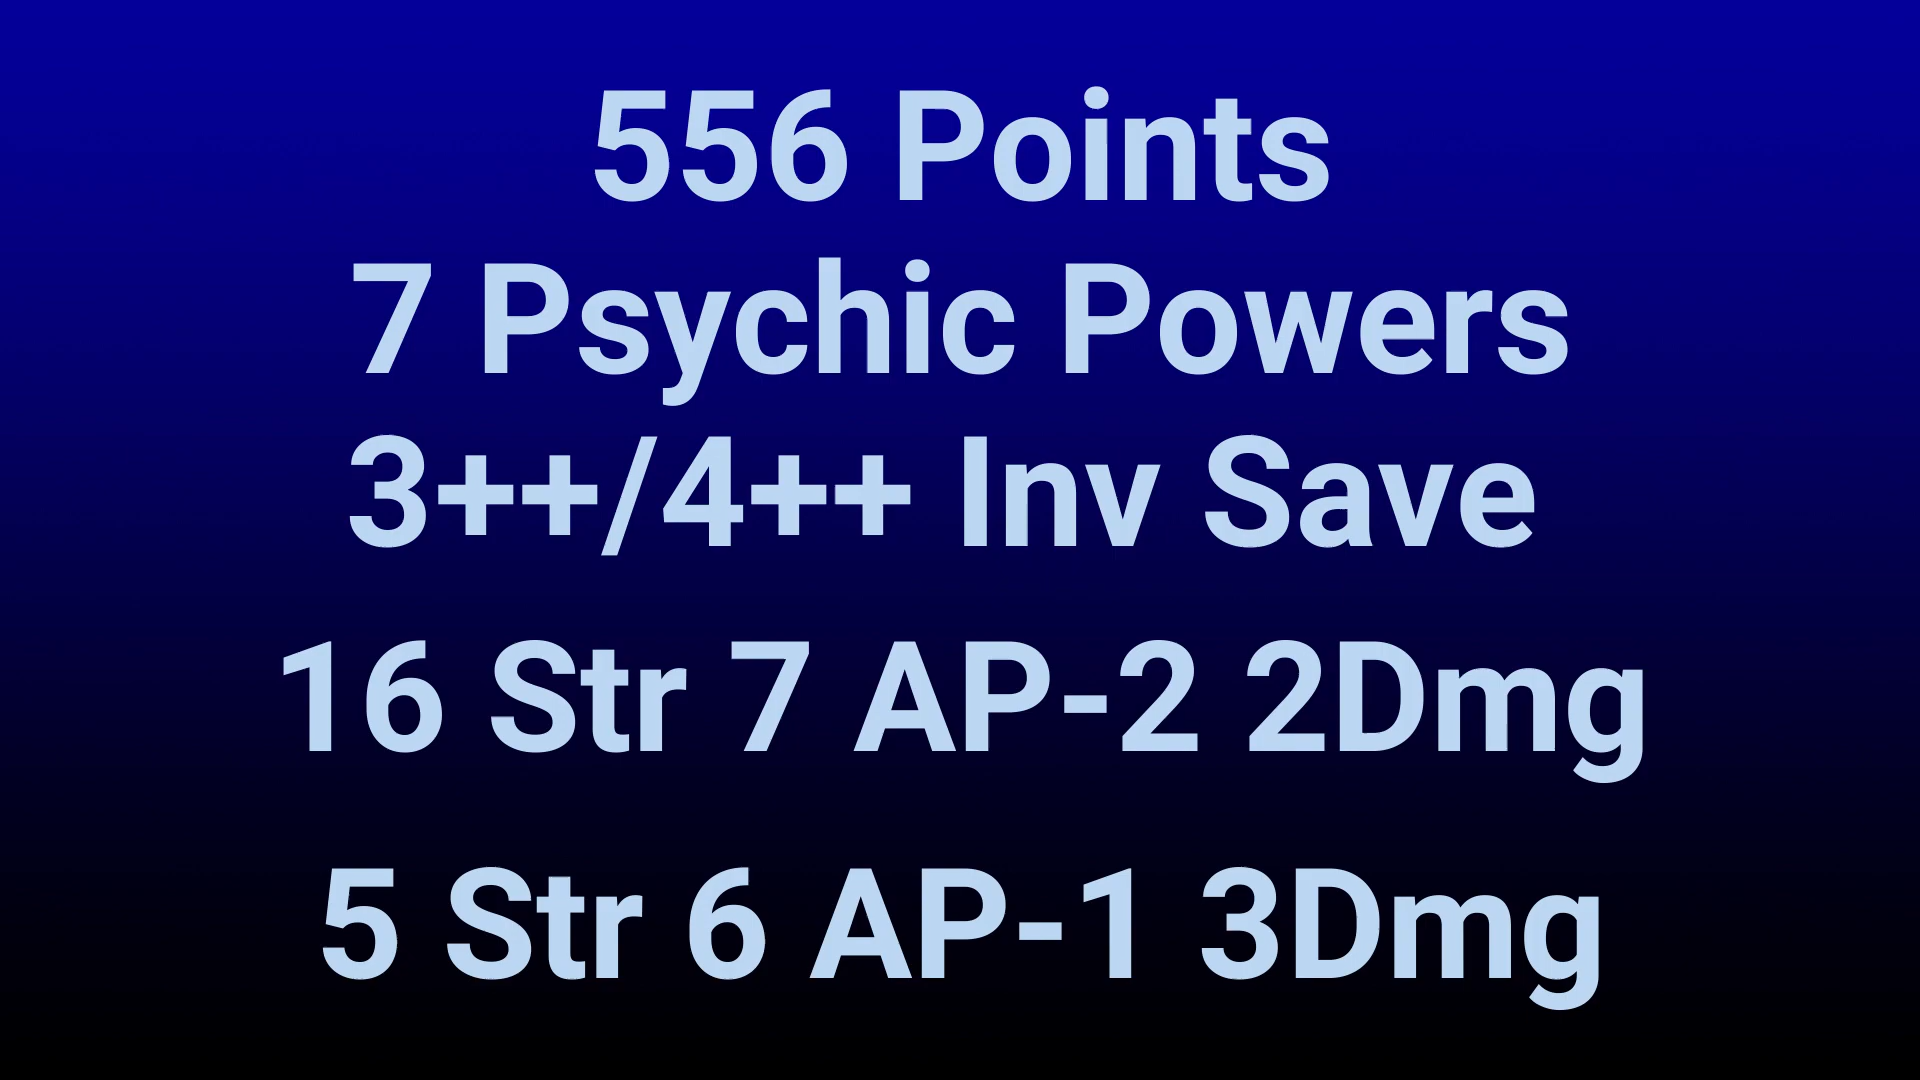 556 Points
7 Psychic Powers
3++/4++ Inv Save
16 Str 7 AP-2 2Dmg
5 Str 6 AP-1 3Dmg